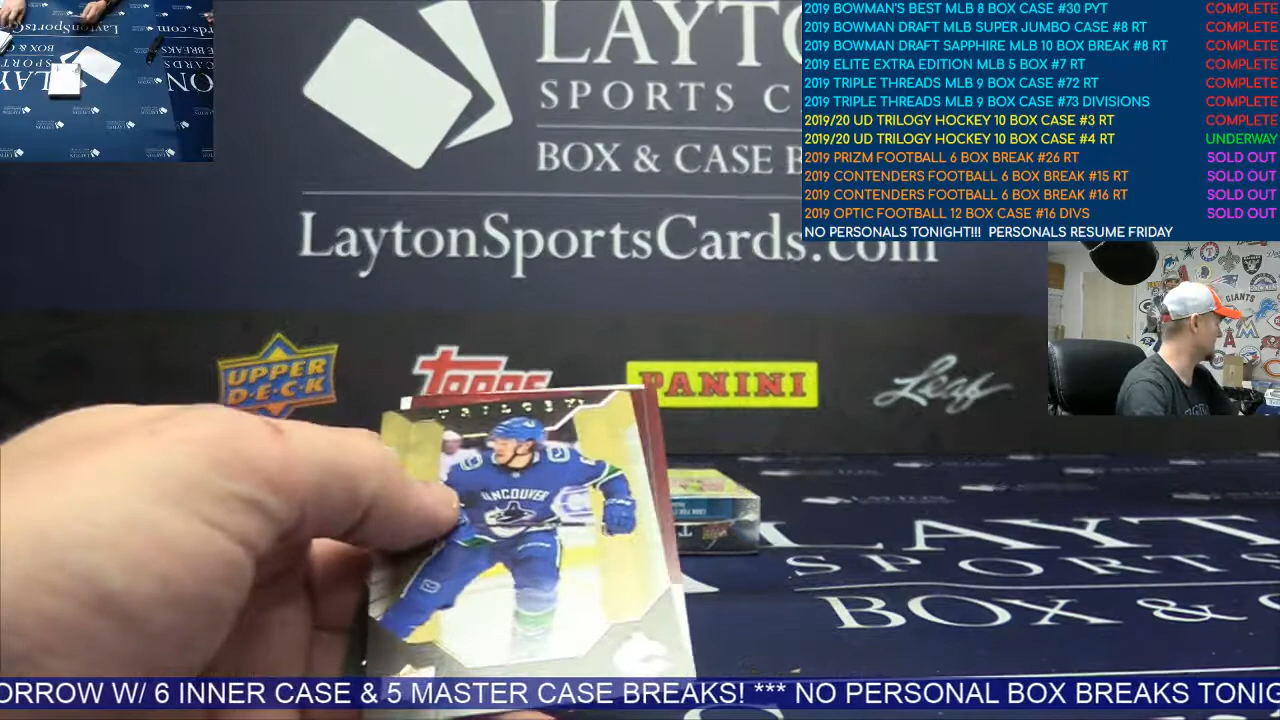 LAYTO
SPORTS C
BOX & CASE B
LaytonSportsCards.com
2019 BOWMAN'S BEST MLB 8 BOX CASE #30 PYT COMPLETE
2019 BOWMAN DRAFT MLB SUPER JUMBO CASE #8 RT COMPLETE
2019 BOWMAN DRAFT SAPPHIRE MLB 10 BOX BREAK #8 RT COMPLETE
2019 ELITE EXTRA EDITION MLB 5 BOX #7 RT COMPLETE
2019 TRIPLE THREADS MLB 9 BOX CASE #72 RT COMPLETE
2019 TRIPLE THREADS MLB 9 BOX CASE #73 DIVISIONS COMPLETE
2019/20 UD TRILOGY HOCKEY 10 BOX CASE #3 RT COMPLETE
2019/20 UD TRILOGY HOCKEY 10 BOX CASE #4 RT UNDERWAY
2019 PRIZM FOOTBALL 6 BOX BREAK #26 RT SOLD OUT
2019 CONTENDERS FOOTBALL 6 BOX BREAK #15 RT SOLD OUT
2019 CONTENDERS FOOTBALL 6 BOX BREAK #16 RT SOLD OUT
2019 OPTIC FOOTBALL 12 BOX CASE #16 DIVS SOLD OUT
NO PERSONALS TONIGHT!!! PERSONALS RESUME FRIDAY
GIANTS
UPPER DECK
Topps
PANINI
Leaf
TRILOGY
VANCOUVER
LAYT
SPORTS
BOX & C
ORROW W/ 6 INNER CASE & 5 MASTER CASE BREAKS! *** NO PERSONAL BOX BREAKS TONIG